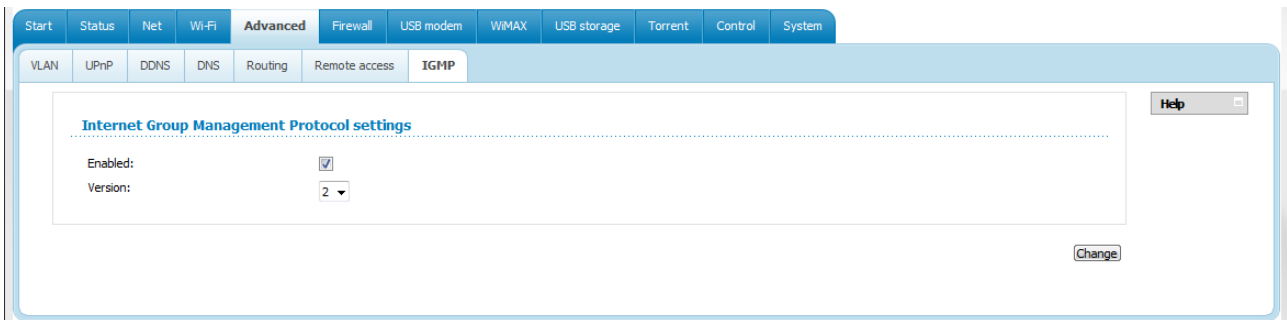 Start Status Net Wi-Fi Advanced Firewall USB modem WiMAX USB storage Torrent Control System
VLAN UPnP DDNS DNS Routing Remote access IGMP
Help
Internet Group Management Protocol settings
Enabled:
Version: 2
Change